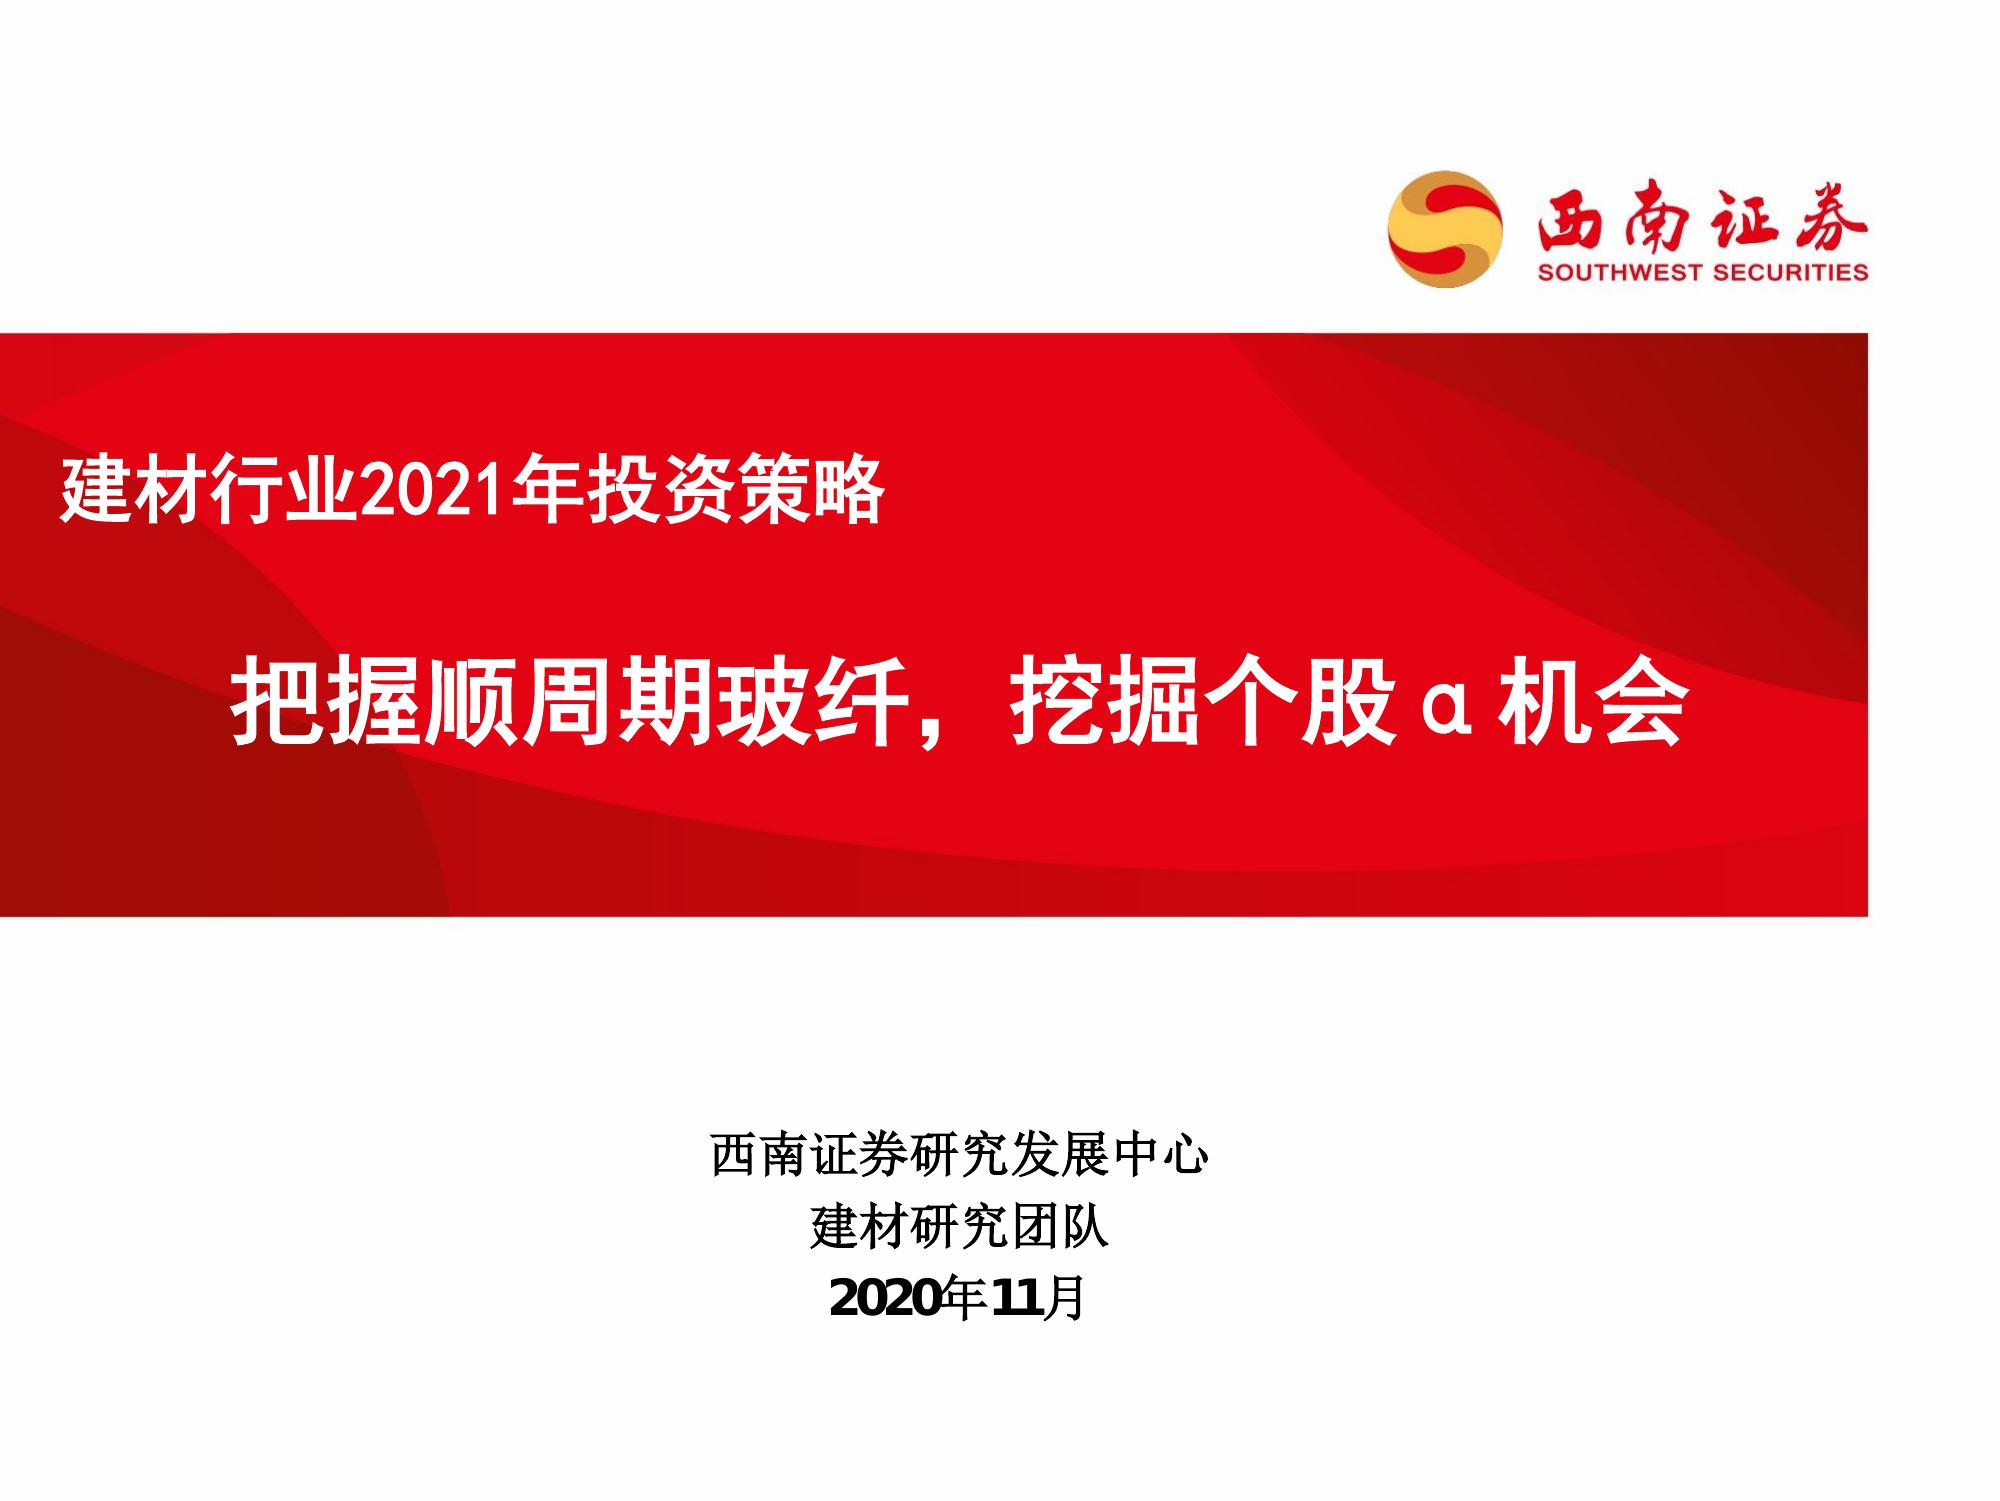 西南证券
SOUTHWEST SECURITIES
建材行业2021年投资策略
把握顺周期玻纤，挖掘个股α机会
西南证券研究发展中心
建材研究团队
2020年11月